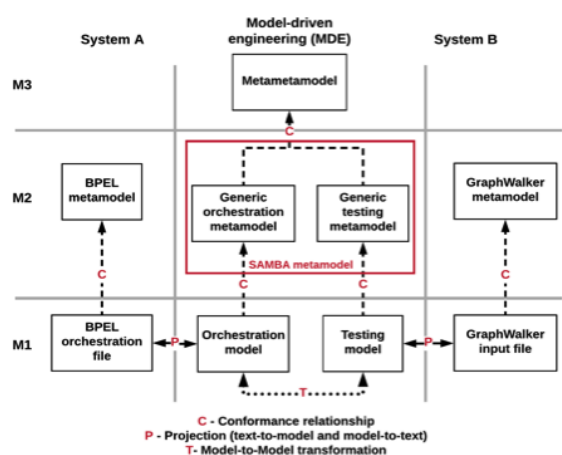 System A
Model-driven
engineering (MDE)
System B
M3
Metametamodel
C
M2
BPEL
metamodel
Generic
orchestration
metamodel
Generic
testing
metamodel
GraphWalker
metamodel
SAMBA metamodel
C
C
C
C
M1
BPEL
orchestration
file
P
Orchestration
model
Testing
model
P
GraphWalker
input file
T
C - Conformance relationship
P - Projection (text-to-model and model-to-text)
T- Model-to-Model transformation